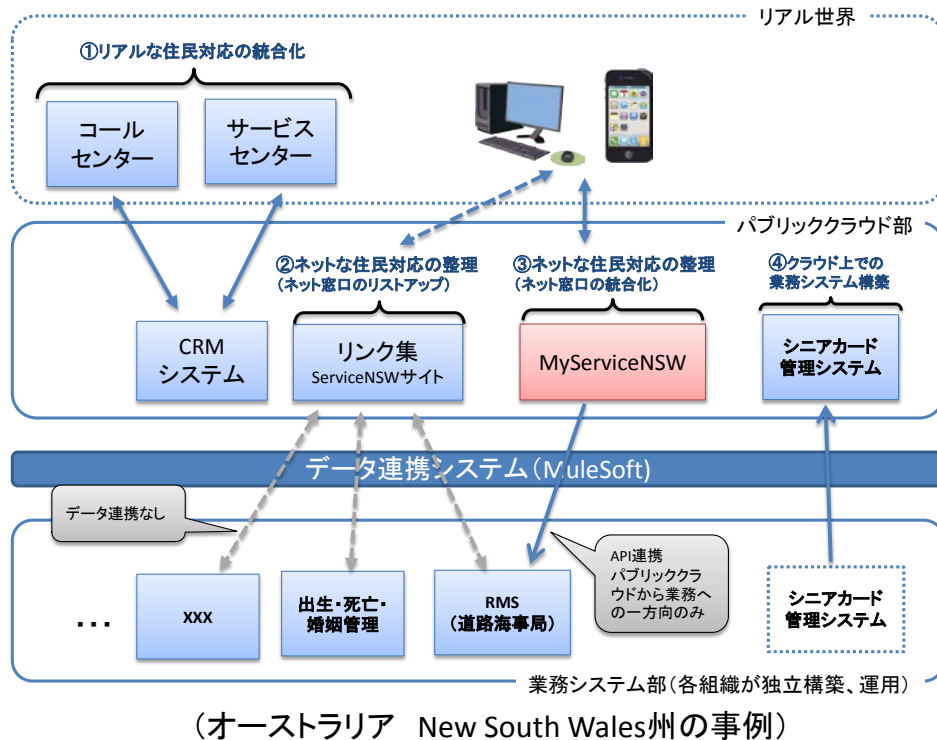 リアル世界
①リアルな住民対応の統合化
コール
センター
サービス
センター
パブリッククラウド部
②ネットな住民対応の整理
（ネット窓口のリストアップ）
③ネットな住民対応の整理
（ネット窓口の統合化）
④クラウド上での
業務システム構築
CRM
システム
リンク集
ServiceNSWサイト
MyServiceNSW
シニアカード
管理システム
データ連携システム（MuleSoft)
データ連携なし
API連携
パブリッククラ
ウドから業務へ
の一方向のみ
…
XXX
出生・死亡・
婚姻管理
RMS
（道路海事局）
シニアカード
管理システム
業務システム部（各組織が独立構築、運用）
（オーストラリア　New South Wales州の事例）